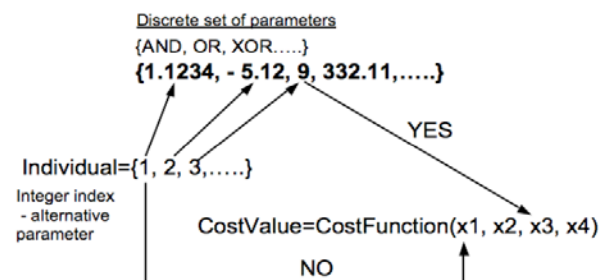 Discrete set of parameters
{AND, OR, XOR.....}
{1.1234, - 5.12, 9, 332.11,.....}
YES
Individual={1, 2, 3,.....}
Integer index
- alternative
parameter
CostValue=CostFunction(x1, x2, x3, x4)
NO